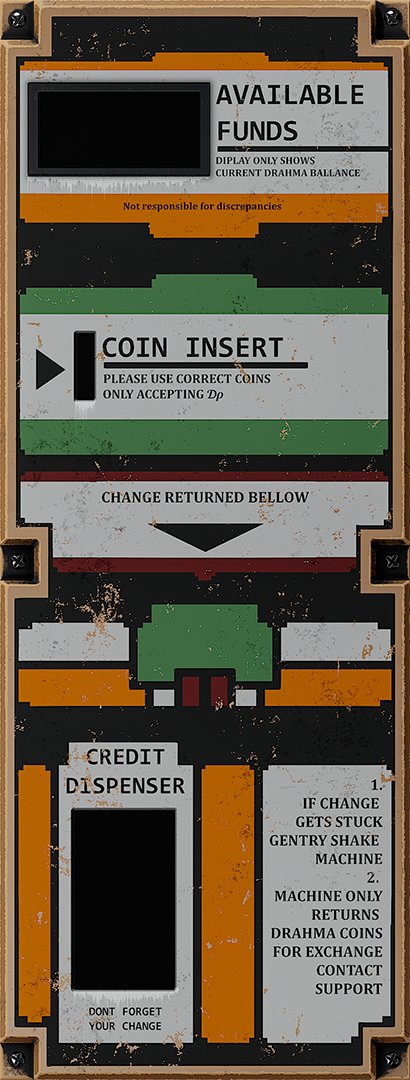 AVAILABLE
FUNDS
DIPLAY ONLY SHOWS
CURRENT DRAHMA BALLANCE
Not responsible for discrepancies
COIN INSERT
PLEASE USE CORRECT COINS
ONLY ACCEPTING Dρ
CHANGE RETURNED BELLOW
CREDIT
DISPENSER
DONT FORGET
YOUR CHANGE
1.
IF CHANGE
GETS STUCK
GENTRY SHAKE
MACHINE
2.
MACHINE ONLY
RETURNS
DRAHMA COINS
FOR EXCHANGE
CONTACT
SUPPORT